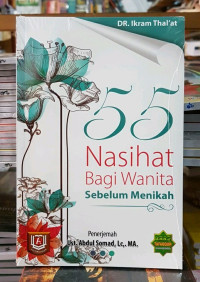 DR. Ikram Thal'at
55
Nasihat
Bagi Wanita
Sebelum Menikah
Penerjemah
Ust. Abdul Somad, Lc., MA.